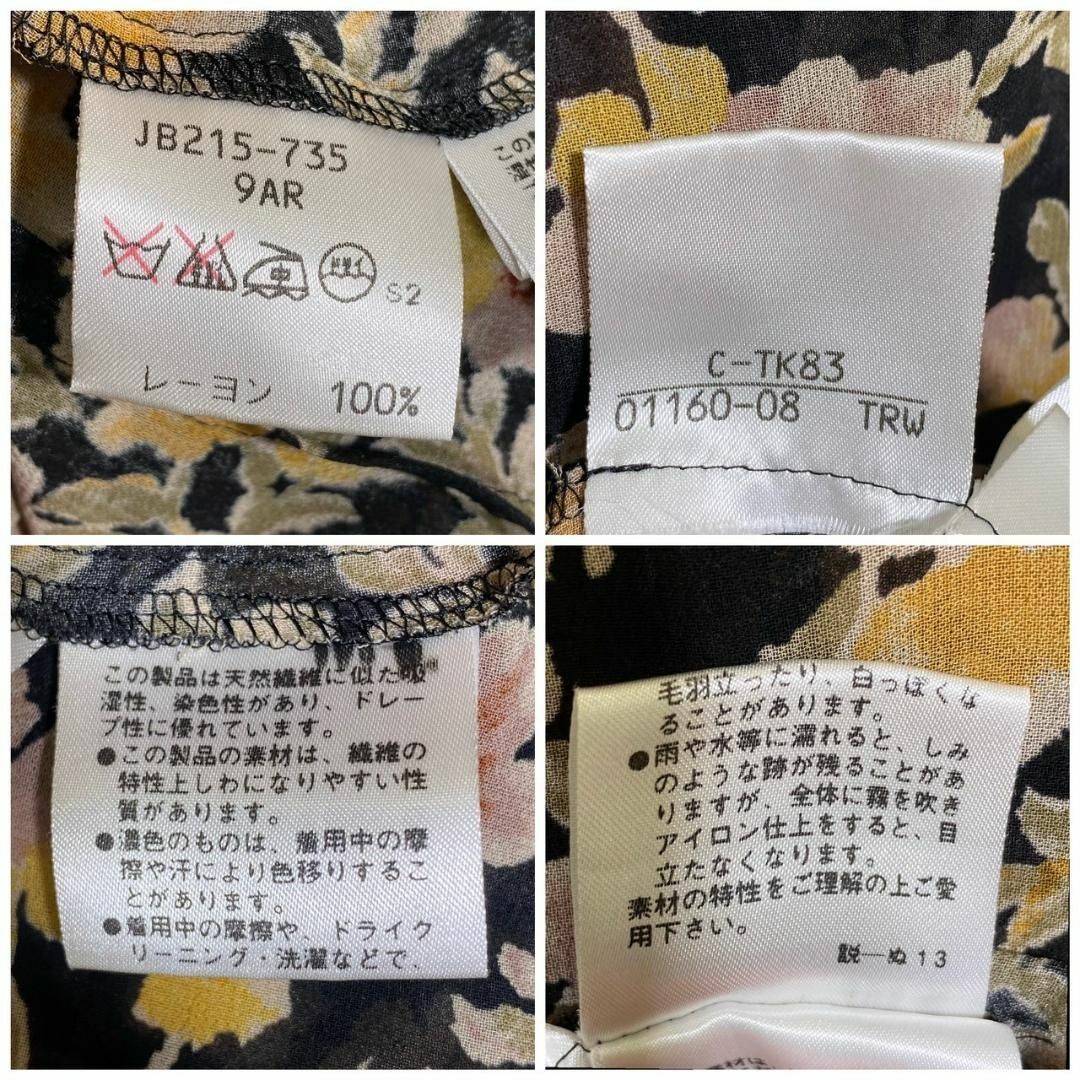 JB215-735
9AR
中
ドライ
S2
レーヨン 100%
C-TK83
01160-08 TRW
この製品は天然繊維に似た吸
湿性、染色性があり、ドレー
プ性に優れています。
●この製品の素材は、繊維の
特性上しわになりやすい性
質があります。
●濃色のものは、着用中の摩
擦や汗により色移りするこ
とがあります。
●着用中の摩擦や、ドライク
リーニング・洗濯などで、
毛羽立ったり、白っぽくな
ることがあります。
●雨や水等に濡れると、しみ
のような跡が残ることがあ
りますが、全体に霧を吹き
アイロン仕上をすると、目
立たなくなります。
素材の特性をご理解の上ご愛
用下さい。
説―ぬ13